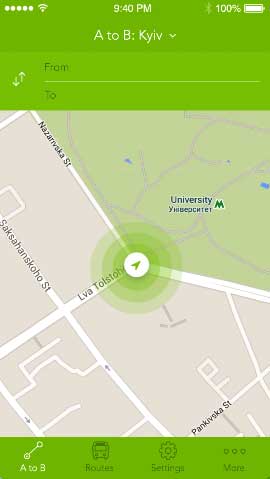 9:40 PM
100%
A to B: Kyiv
From
To
Nazarivska St
University
Університет
Saksahanskoho St
Lva Tolstoho
Pankivska St
A to B
Routes
Settings
More